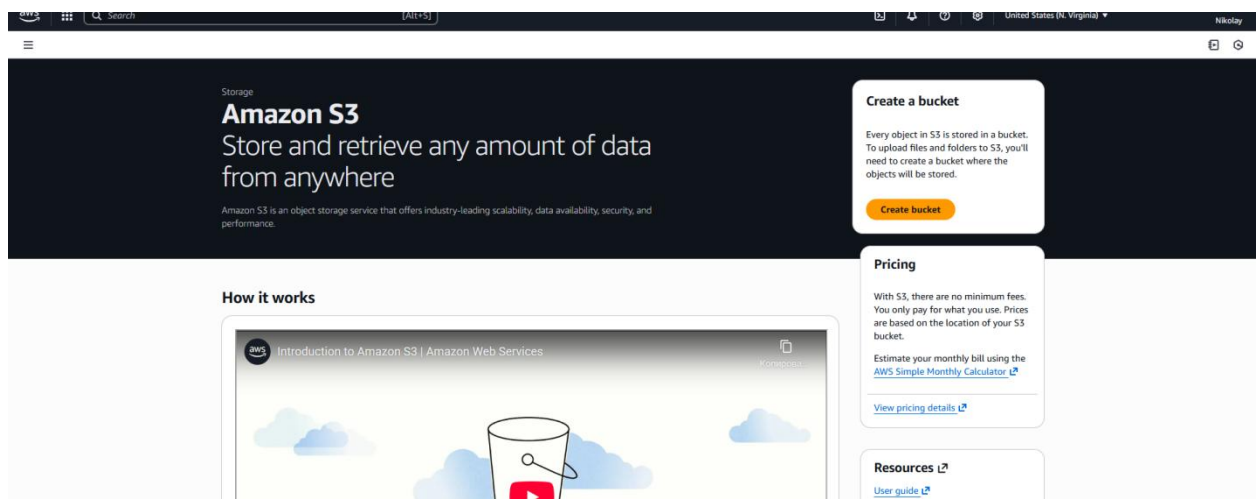 aws
Search
[Alt+S]
United States (N. Virginia)
Nikolay
Storage
Amazon S3
Store and retrieve any amount of data
from anywhere
Amazon S3 is an object storage service that offers industry-leading scalability, data availability, security, and
performance.
Create a bucket
Every object in S3 is stored in a bucket.
To upload files and folders to S3, you'll
need to create a bucket where the
objects will be stored.
Create bucket
Pricing
With S3, there are no minimum fees.
You only pay for what you use. Prices
are based on the location of your S3
bucket.
Estimate your monthly bill using the
AWS Simple Monthly Calculator
View pricing details
How it works
aws
Introduction to Amazon S3 | Amazon Web Services
Копирова...
Resources
User guide